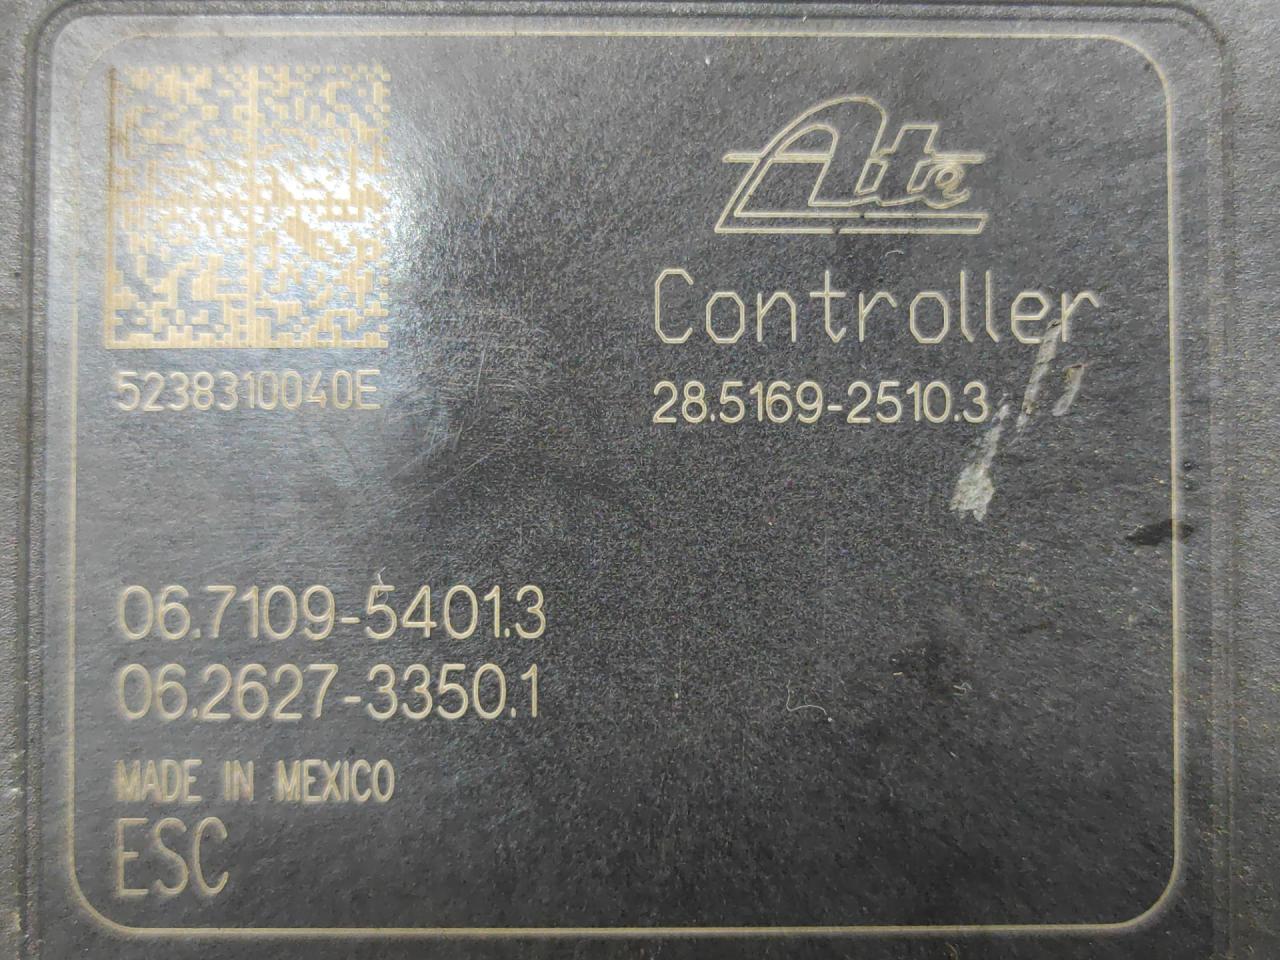 Ate
Controller
5238310040E
28.5169-2510.3
06.7109-5401.3
06.2627-3350.1
MADE IN MEXICO
ESC